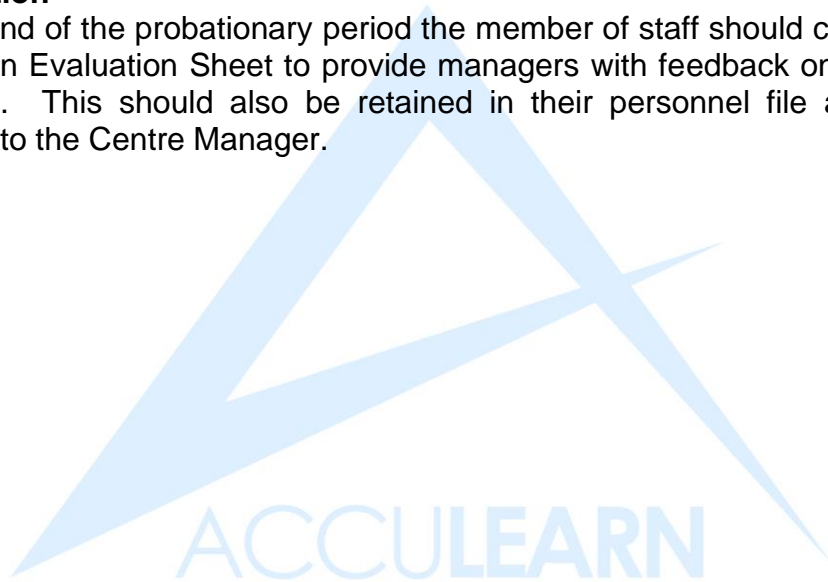 nd of the probationary period the member of staff should c
n Evaluation Sheet to provide managers with feedback on
. This should also be retained in their personnel file a
to the Centre Manager.
ACCULEARN